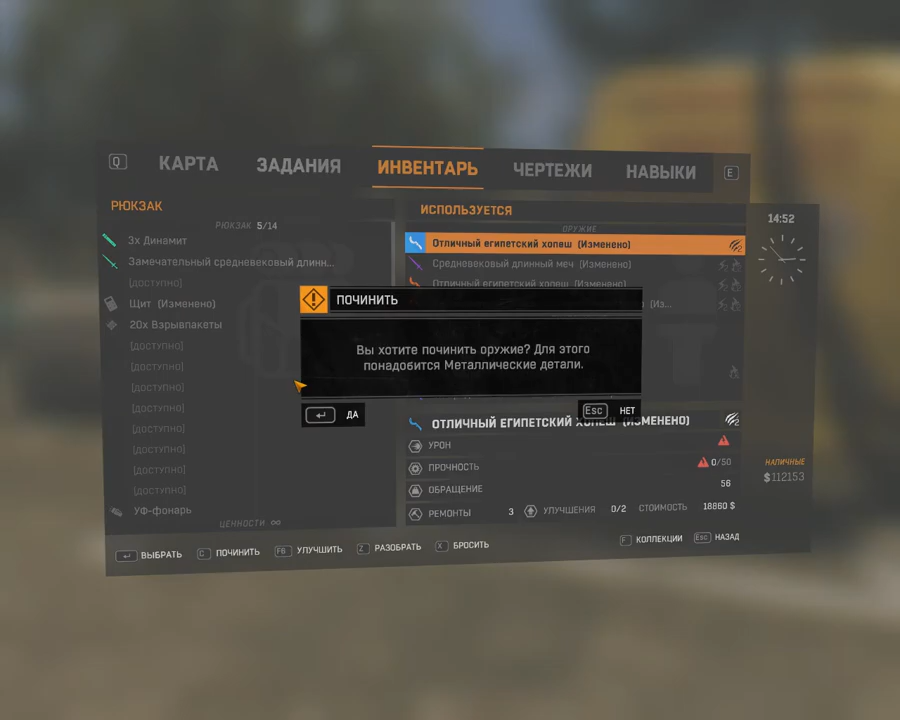 Q
КАРТА
ЗАДАНИЯ
ИНВЕНТАРЬ
ЧЕРТЕЖИ
НАВЫКИ
E
РЮКЗАК
РЮКЗАК 5/14
3x Динамит
Замечательный средневековый длинн...
[ДОСТУПНО]
Щит (Изменено)
20x Взрывпакеты
[ДОСТУПНО]
[ДОСТУПНО]
[ДОСТУПНО]
[ДОСТУПНО]
[ДОСТУПНО]
[ДОСТУПНО]
[ДОСТУПНО]
[ДОСТУПНО]
УФ-фонарь
ЦЕННОСТИ ∞
ИСПОЛЬЗУЕТСЯ
ОРУЖИЕ
Отличный египетский хопеш (Изменено)
2
Средневековый длинный меч (Изменено)
Отличный египетский хопеш (Изменено)
(Из...
14:52
ПОЧИНИТЬ
Вы хотите починить оружие? Для этого
понадобится Металлические детали.
ДА
Esc НЕТ
ОТЛИЧНЫЙ ЕГИПЕТСКИЙ ХОПЕШ (ИЗМЕНЕНО)
2
УРОН
ПРОЧНОСТЬ 0/50
ОБРАЩЕНИЕ 56
РЕМОНТЫ 3 УЛУЧШЕНИЯ 0/2 СТОИМОСТЬ 18860 $
НАЛИЧНЫЕ
$112153
ВЫБРАТЬ
C ПОЧИНИТЬ
УЛУЧШИТЬ
Z РАЗОБРАТЬ
X БРОСИТЬ
F КОЛЛЕКЦИИ
Esc НАЗАД